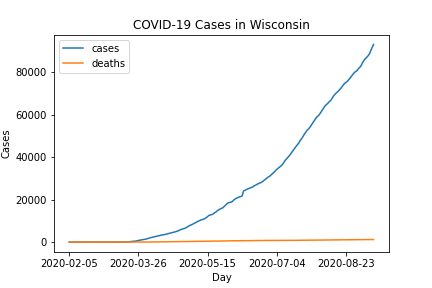 COVID-19 Cases in Wisconsin
cases
deaths
80000
60000
40000
20000
0
Cases
2020-02-05 2020-03-26 2020-05-15 2020-07-04 2020-08-23
Day